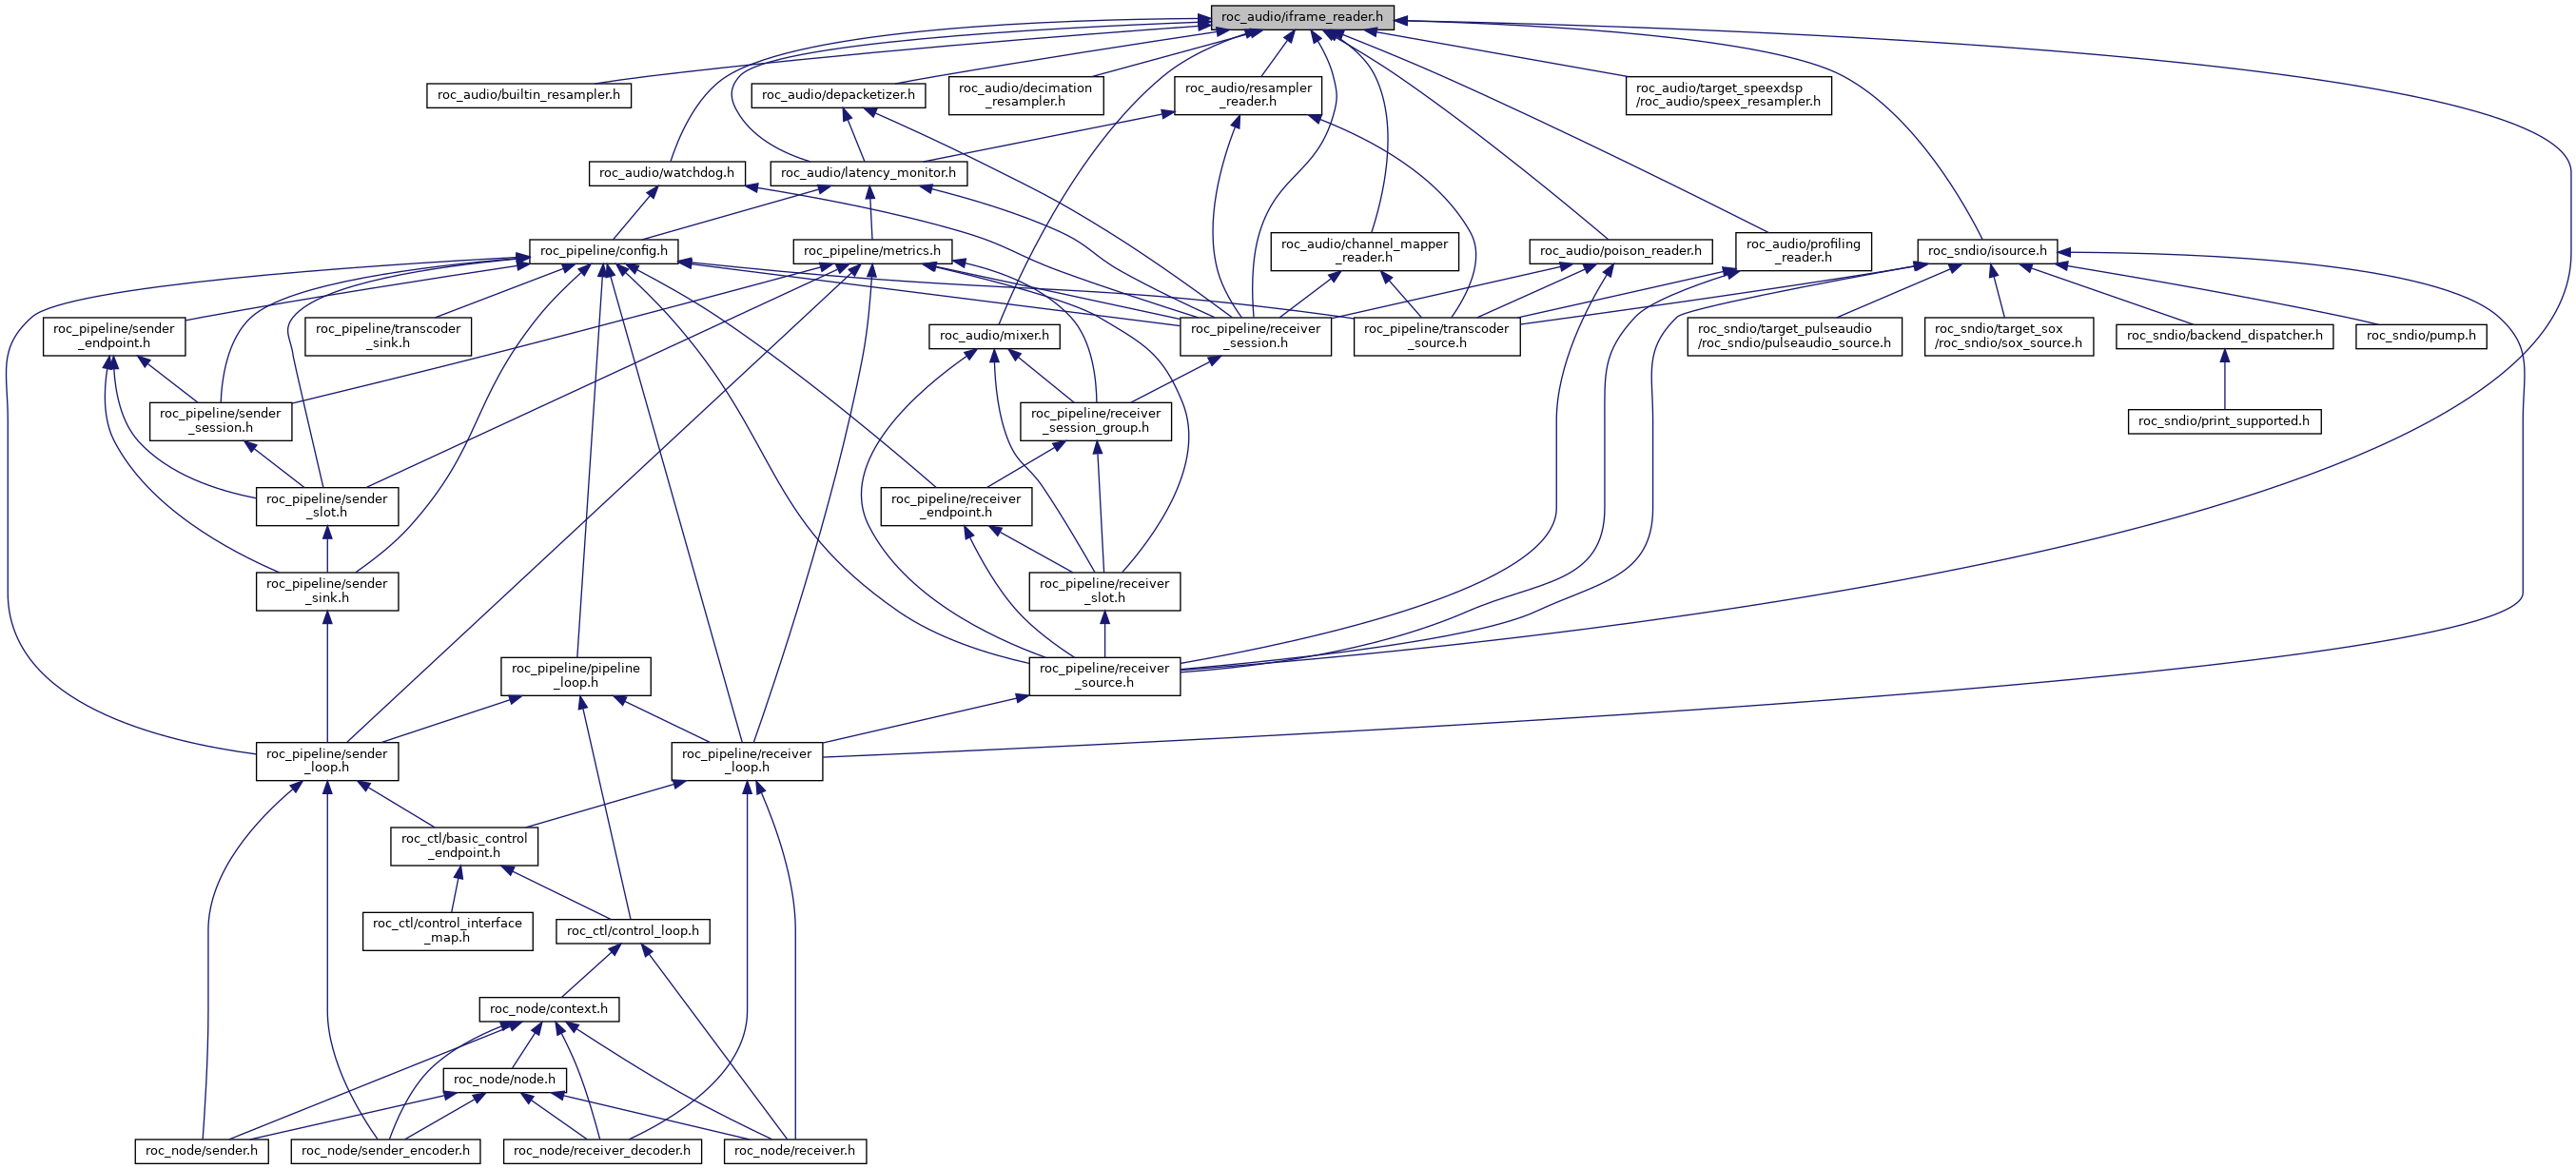 roc_audio/iframe_reader.h
roc_audio/builtin_resampler.h
roc_audio/depacketizer.h
roc_audio/decimation
_resampler.h
roc_audio/resampler
_reader.h
roc_audio/target_speexdsp
/roc_audio/speex_resampler.h
roc_audio/watchdog.h
roc_audio/latency_monitor.h
roc_pipeline/config.h
roc_pipeline/metrics.h
roc_audio/channel_mapper
_reader.h
roc_audio/poison_reader.h
roc_audio/profiling
_reader.h
roc_sndio/isource.h
roc_pipeline/sender
_endpoint.h
roc_pipeline/transcoder
_sink.h
roc_audio/mixer.h
roc_pipeline/receiver
_session.h
roc_pipeline/transcoder
_source.h
roc_sndio/target_pulseaudio
/roc_sndio/pulseaudio_source.h
roc_sndio/target_sox
/roc_sndio/sox_source.h
roc_sndio/backend_dispatcher.h
roc_sndio/pump.h
roc_pipeline/sender
_session.h
roc_pipeline/receiver
_session_group.h
roc_sndio/print_supported.h
roc_pipeline/sender
_slot.h
roc_pipeline/receiver
_endpoint.h
roc_pipeline/sender
_sink.h
roc_pipeline/receiver
_slot.h
roc_pipeline/pipeline
_loop.h
roc_pipeline/receiver
_source.h
roc_pipeline/sender
_loop.h
roc_pipeline/receiver
_loop.h
roc_ctl/basic_control
_endpoint.h
roc_ctl/control_interface
_map.h
roc_ctl/control_loop.h
roc_node/context.h
roc_node/node.h
roc_node/sender.h
roc_node/sender_encoder.h
roc_node/receiver_decoder.h
roc_node/receiver.h